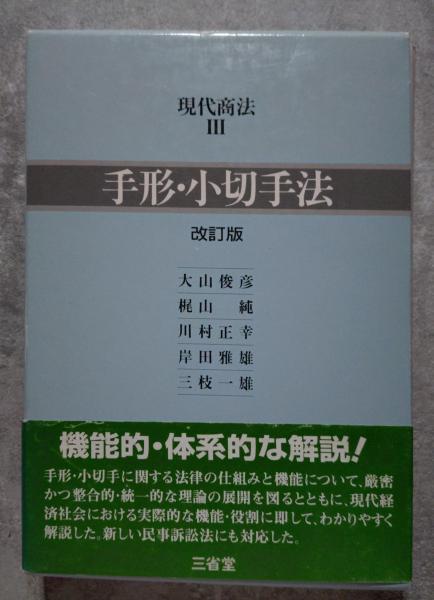 現代商法
III
手形・小切手法
改訂版
大山俊彦
梶山純
川村正幸
岸田雅雄
三枝一雄
機能的・体系的な解説!
手形・小切手に関する法律の仕組みと機能について、厳密
かつ整合的・統一的な理論の展開を図るとともに、現代経
済社会における実際的な機能・役割に即して、わかりやすく
解説した。新しい民事訴訟法にも対応した。
三省堂